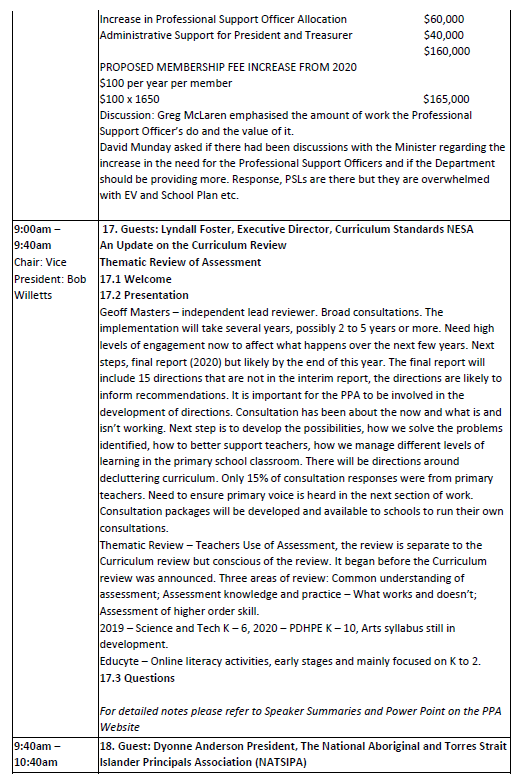 Increase in Professional Support Officer Allocation $60,000
Administrative Support for President and Treasurer $40,000
$160,000
PROPOSED MEMBERSHIP FEE INCREASE FROM 2020
$100 per year per member
$100 x 1650 $165,000
Discussion: Greg McLaren emphasised the amount of work the Professional
Support Officer's do and the value of it.
David Munday asked if there had been discussions with the Minister regarding the
increase in the need for the Professional Support Officers and if the Department
should be providing more. Response, PSLs are there but they are overwhelmed
with EV and School Plan etc.
9:00am –
9:40am
Chair: Vice
President: Bob
Willetts
17. Guests: Lyndall Foster, Executive Director, Curriculum Standards NESA
An Update on the Curriculum Review
Thematic Review of Assessment
17.1 Welcome
17.2 Presentation
Geoff Masters – independent lead reviewer. Broad consultations. The
implementation will take several years, possibly 2 to 5 years or more. Need high
levels of engagement now to affect what happens over the next few years. Next
steps, final report (2020) but likely by the end of this year. The final report will
include 15 directions that are not in the interim report, the directions are likely to
inform recommendations. It is important for the PPA to be involved in the
development of directions. Consultation has been about the now and what is and
isn't working. Next step is to develop the possibilities, how we solve the problems
identified, how to better support teachers, how we manage different levels of
learning in the primary school classroom. There will be directions around
decluttering curriculum. Only 15% of consultation responses were from primary
teachers. Need to ensure primary voice is heard in the next section of work.
Consultation packages will be developed and available to schools to run their own
consultations.
Thematic Review – Teachers Use of Assessment, the review is separate to the
Curriculum review but conscious of the review. It began before the Curriculum
review was announced. Three areas of review: Common understanding of
assessment; Assessment knowledge and practice – What works and doesn't;
Assessment of higher order skill.
2019 – Science and Tech K – 6, 2020 – PDHPE K – 10, Arts syllabus still in
development.
Educyte – Online literacy activities, early stages and mainly focused on K to 2.
17.3 Questions
For detailed notes please refer to Speaker Summaries and Power Point on the PPA
Website
9:40am –
10:40am
18. Guest: Dyonne Anderson President, The National Aboriginal and Torres Strait
Islander Principals Association (NATSIPA)